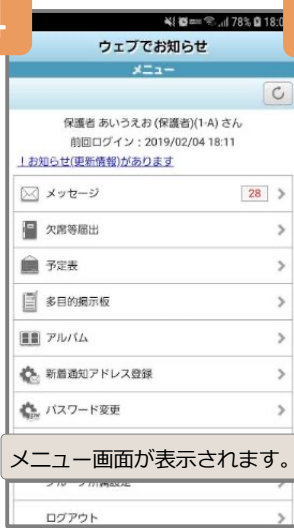 78% 18:0
ウェブでお知らせ
メニュー
保護者 あいうえお (保護者)(1-A) さん
前回ログイン：2019/02/04 18:11
！お知らせ(更新情報)があります
メッセージ 28
欠席等届出
予定表
多目的掲示板
アルバム
新着通知アドレス登録
パスワード変更
メニュー画面が表示されます。
ログアウト